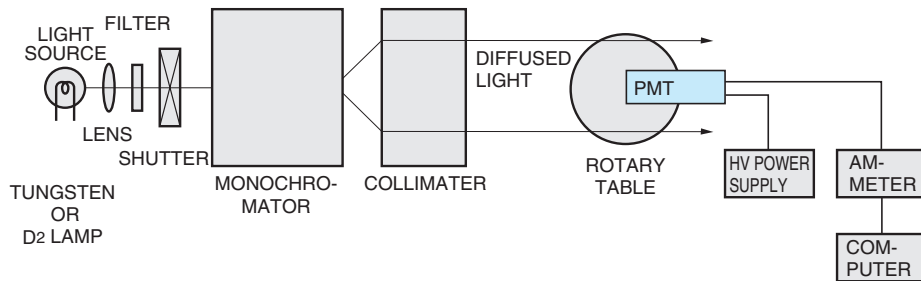 LIGHT
SOURCE
FILTER
LENS
SHUTTER
TUNGSTEN
OR
D2 LAMP
MONOCHRO-
MATOR
COLLIMATER
DIFFUSED
LIGHT
PMT
ROTARY
TABLE
HV POWER
SUPPLY
AM-
METER
COM-
PUTER